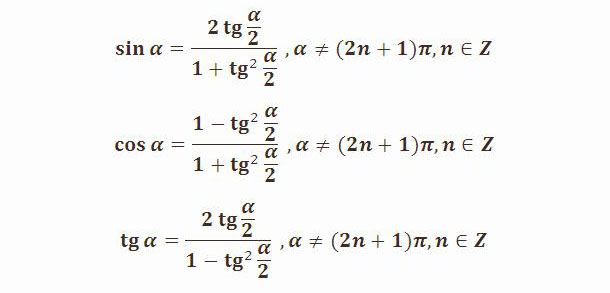 sin α = 2 tg α/2 / 1 + tg² α/2 , α ≠ (2n + 1)π, n ∈ Z
cos α = 1 − tg² α/2 / 1 + tg² α/2 , α ≠ (2n + 1)π, n ∈ Z
tg α = 2 tg α/2 / 1 − tg² α/2 , α ≠ (2n + 1)π, n ∈ Z